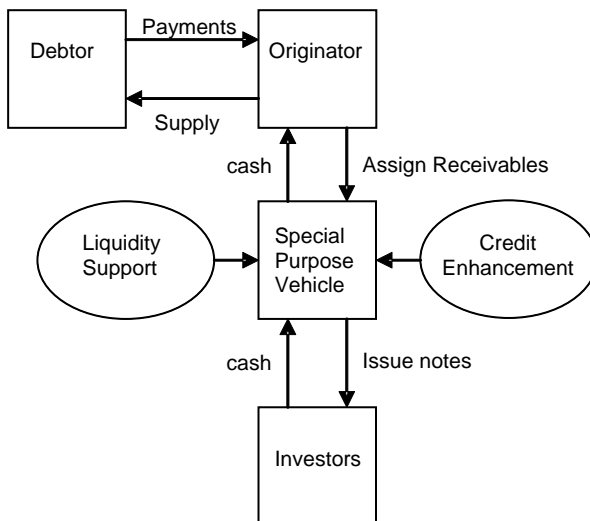 Payments
Debtor
Originator
Supply
cash
Assign Receivables
Liquidity
Support
Special
Purpose
Vehicle
Credit
Enhancement
cash
Issue notes
Investors